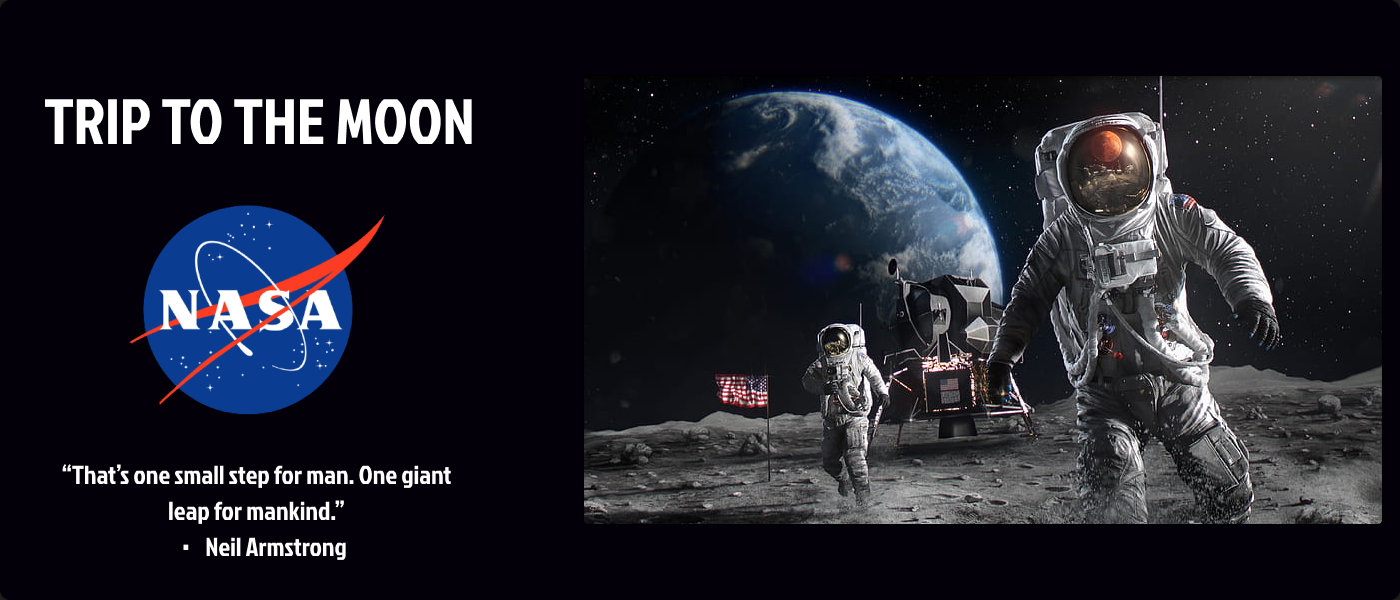 TRIP TO THE MOON
NASA
“That’s one small step for man. One giant
leap for mankind.”
▪ Neil Armstrong